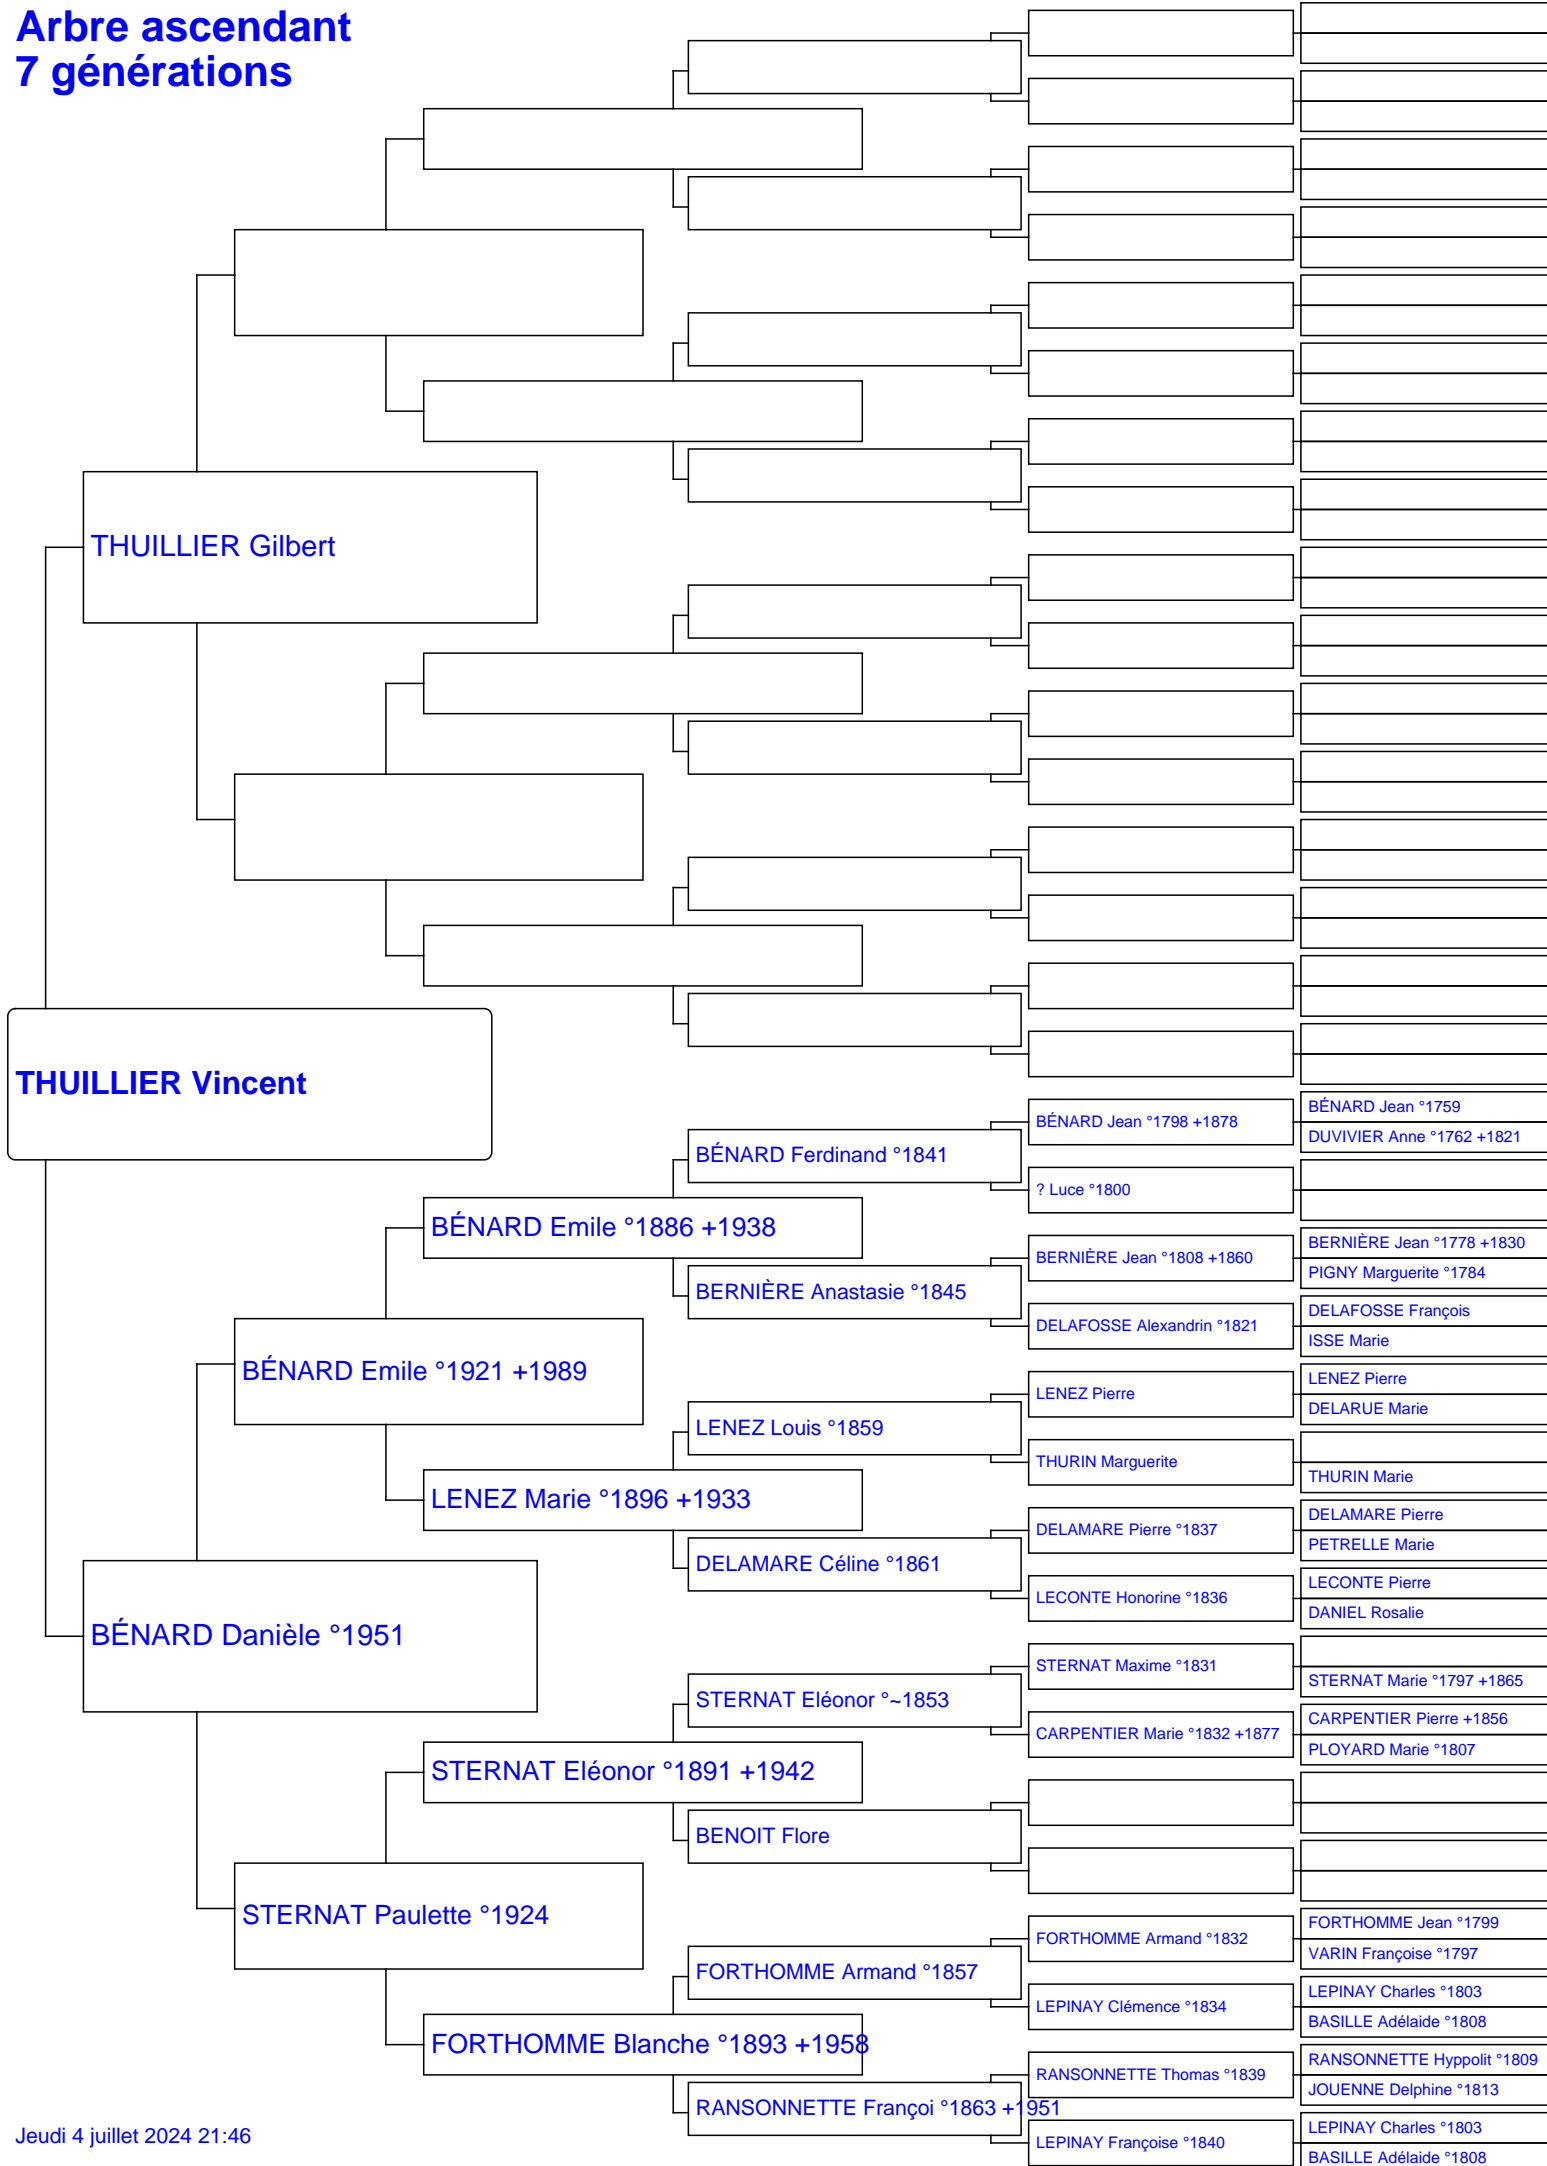 Arbre ascendant
7 générations
THUILLIER Gilbert
THUILLIER Vincent
BÉNARD Danièle °1951
BÉNARD Emile °1921 +1989
STERNAT Paulette °1924
BÉNARD Emile °1886 +1938
LENEZ Marie °1896 +1933
STERNAT Eléonor °1891 +1942
FORTHOMME Blanche °1893 +1958
BÉNARD Ferdinand °1841
BERNIÈRE Anastasie °1845
LENEZ Louis °1859
DELAMARE Céline °1861
STERNAT Eléonor °~1853
BENOIT Flore
FORTHOMME Armand °1857
RANSONNETTE Françoi °1863 +1951
BÉNARD Jean °1798 +1878
? Luce °1800
BERNIÈRE Jean °1808 +1860
DELAFOSSE Alexandrin °1821
LENEZ Pierre
THURIN Marguerite
DELAMARE Pierre °1837
LECONTE Honorine °1836
STERNAT Maxime °1831
CARPENTIER Marie °1832 +1877
FORTHOMME Armand °1832
LEPINAY Clémence °1834
RANSONNETTE Thomas °1839
LEPINAY Françoise °1840
BÉNARD Jean °1759
DUVIVIER Anne °1762 +1821
BERNIÈRE Jean °1778 +1830
PIGNY Marguerite °1784
DELAFOSSE François
ISSE Marie
LENEZ Pierre
DELARUE Marie
THURIN Marie
DELAMARE Pierre
PETRELLE Marie
LECONTE Pierre
DANIEL Rosalie
STERNAT Marie °1797 +1865
CARPENTIER Pierre +1856
PLOYARD Marie °1807
FORTHOMME Jean °1799
VARIN Françoise °1797
LEPINAY Charles °1803
BASILLE Adélaide °1808
RANSONNETTE Hyppolit °1809
JOUENNE Delphine °1813
LEPINAY Charles °1803
BASILLE Adélaide °1808
Jeudi 4 juillet 2024 21:46